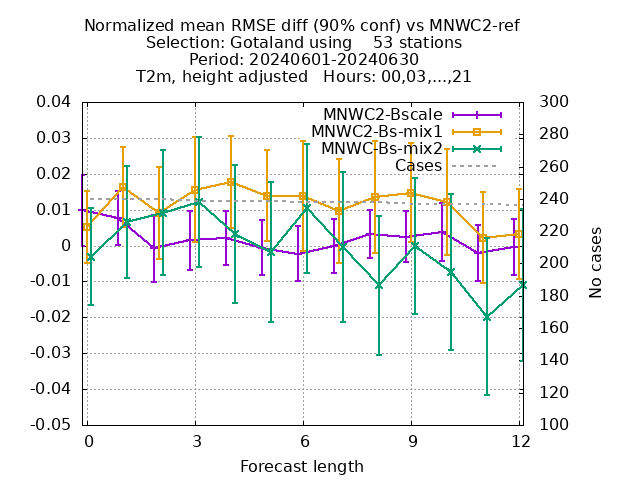 Normalized mean RMSE diff (90% conf) vs MNWC2-ref
Selection: Gotaland using    53 stations
Period: 20240601-20240630
T2m, height adjusted   Hours: 00,03,...,21
MNWC2-Bscale
MNWC2-Bs-mix1
MNWC-Bs-mix2
Cases
0.04
0.03
0.02
0.01
0
-0.01
-0.02
-0.03
-0.04
-0.05
300
280
260
240
220
200
180
160
140
120
100
No cases
0 3 6 9 12
Forecast length